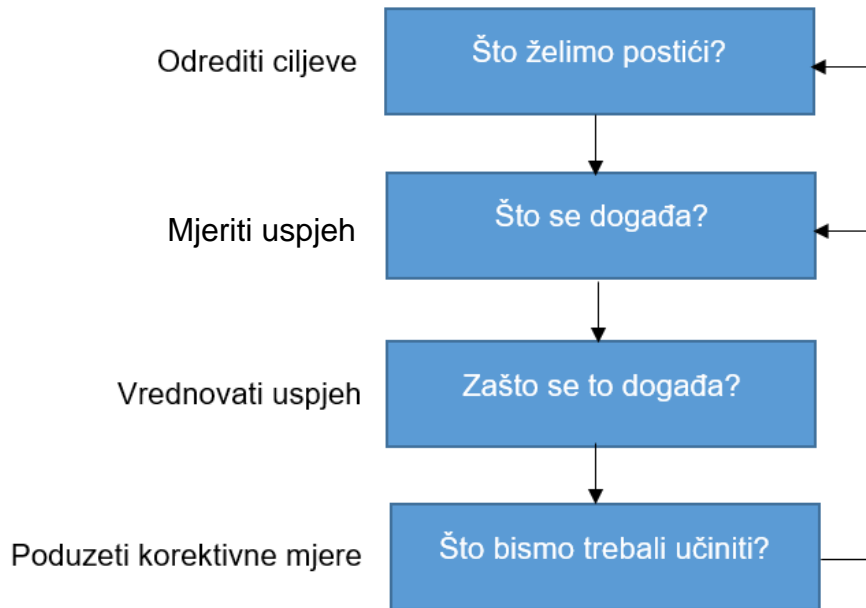 Odrediti ciljeve
Što želimo postići?
Mjeriti uspjeh
Što se događa?
Vrednovati uspjeh
Zašto se to događa?
Poduzeti korektivne mjere
Što bismo trebali učiniti?